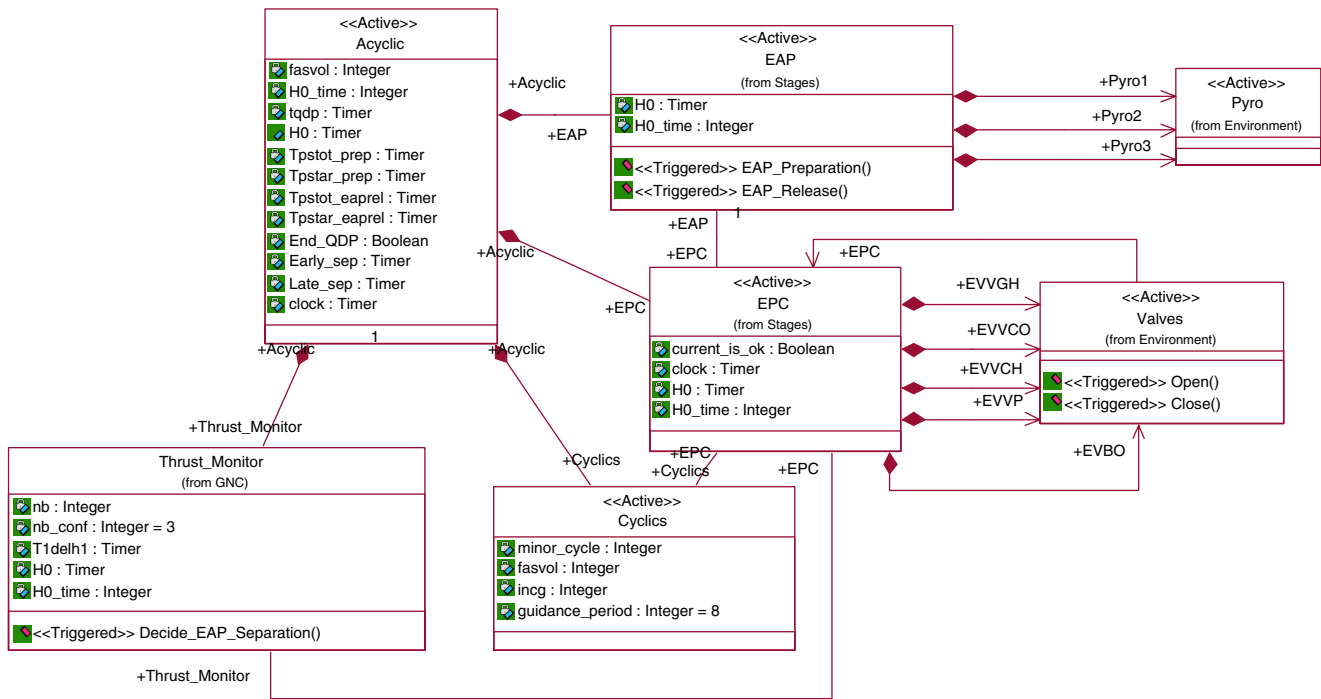 <<Active>>
Acyclic
fasvol : Integer
H0_time : Integer
tqdp : Timer
H0 : Timer
Tpstot_prep : Timer
Tpstar_prep : Timer
Tpstot_eaprel : Timer
Tpstar_eaprel : Timer
End_QDP : Boolean
Early_sep : Timer
Late_sep : Timer
clock : Timer
1
+Acyclic
+EAP
<<Active>>
EAP
(from Stages)
H0 : Timer
H0_time : Integer
<<Triggered>> EAP_Preparation()
<<Triggered>> EAP_Release()
1
+Pyro1
+Pyro2
+Pyro3
<<Active>>
Pyro
(from Environment)
+EAP
+EPC
+Acyclic
+EPC
<<Active>>
EPC
(from Stages)
current_is_ok : Boolean
clock : Timer
H0 : Timer
H0_time : Integer
+EPC
+EVVGH
+EVVCO
+EVVCH
+EVVP
+EVBO
<<Active>>
Valves
(from Environment)
<<Triggered>> Open()
<<Triggered>> Close()
+Acyclic
+Acyclic
+Thrust_Monitor
+Cyclics
+EPC
+Cyclics
+EPC
Thrust_Monitor
(from GNC)
nb : Integer
nb_conf : Integer = 3
T1delh1 : Timer
H0 : Timer
H0_time : Integer
<<Triggered>> Decide_EAP_Separation()
<<Active>>
Cyclics
minor_cycle : Integer
fasvol : Integer
incg : Integer
guidance_period : Integer = 8
+Thrust_Monitor